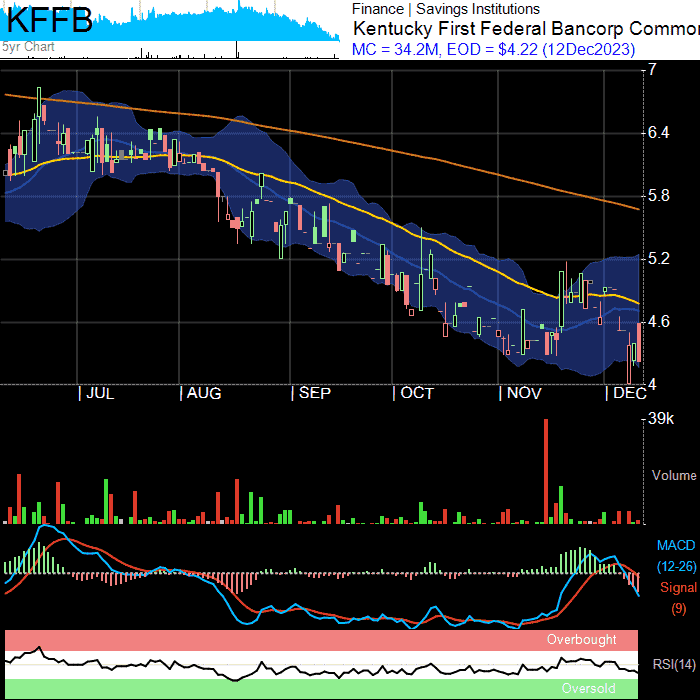 KFFB
5yr Chart
Finance | Savings Institutions
Kentucky First Federal Bancorp Common
MC = 34.2M, EOD = $4.22 (12Dec2023)
7
6.4
5.8
5.2
4.6
4
| JUL | AUG | SEP | OCT | NOV | DEC
39k
Volume
MACD
(12-26)
Signal
(9)
Overbought
RSI(14)
Oversold